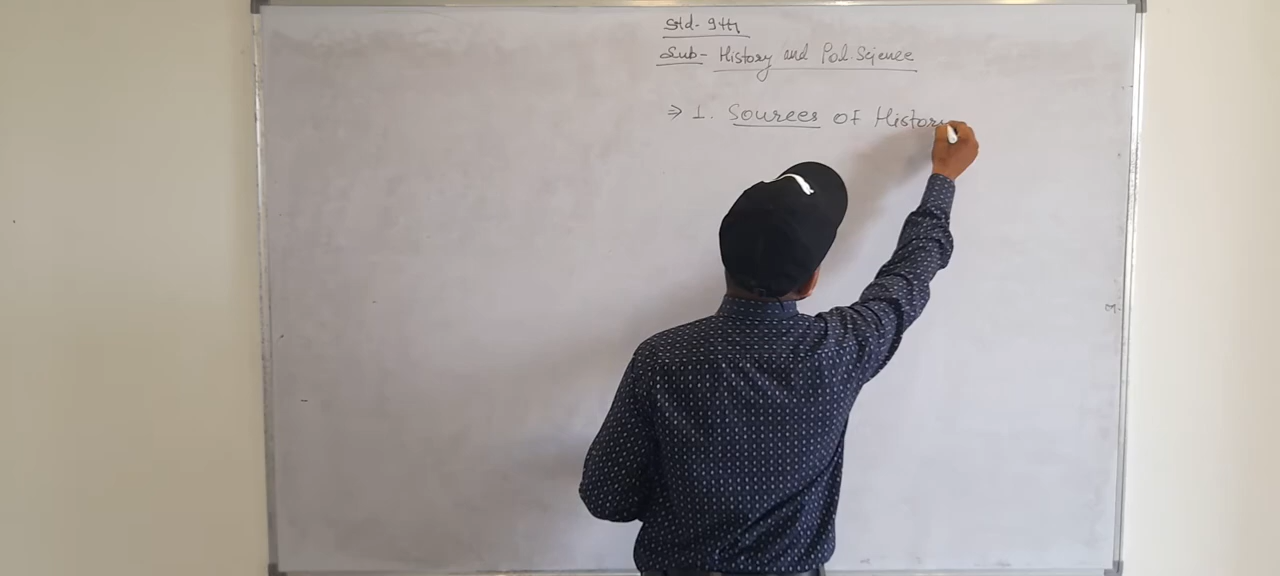 Std- 9th
Sub- History and Pol. Science
⇒ 1. Sources of History